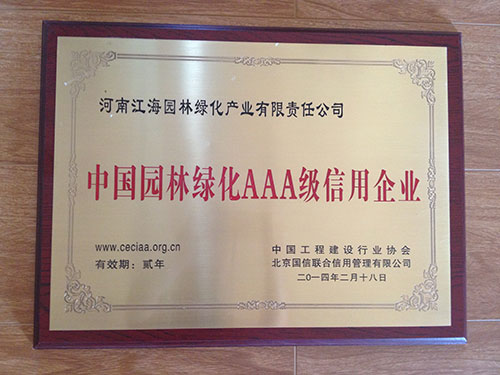 河南江海园林绿化产业有限责任公司
中国园林绿化AAA级信用企业
www.ceciaa.org.cn
有效期：贰年
中国工程建设行业协会
北京国信联合信用管理有限公司
二〇一四年二月十八日